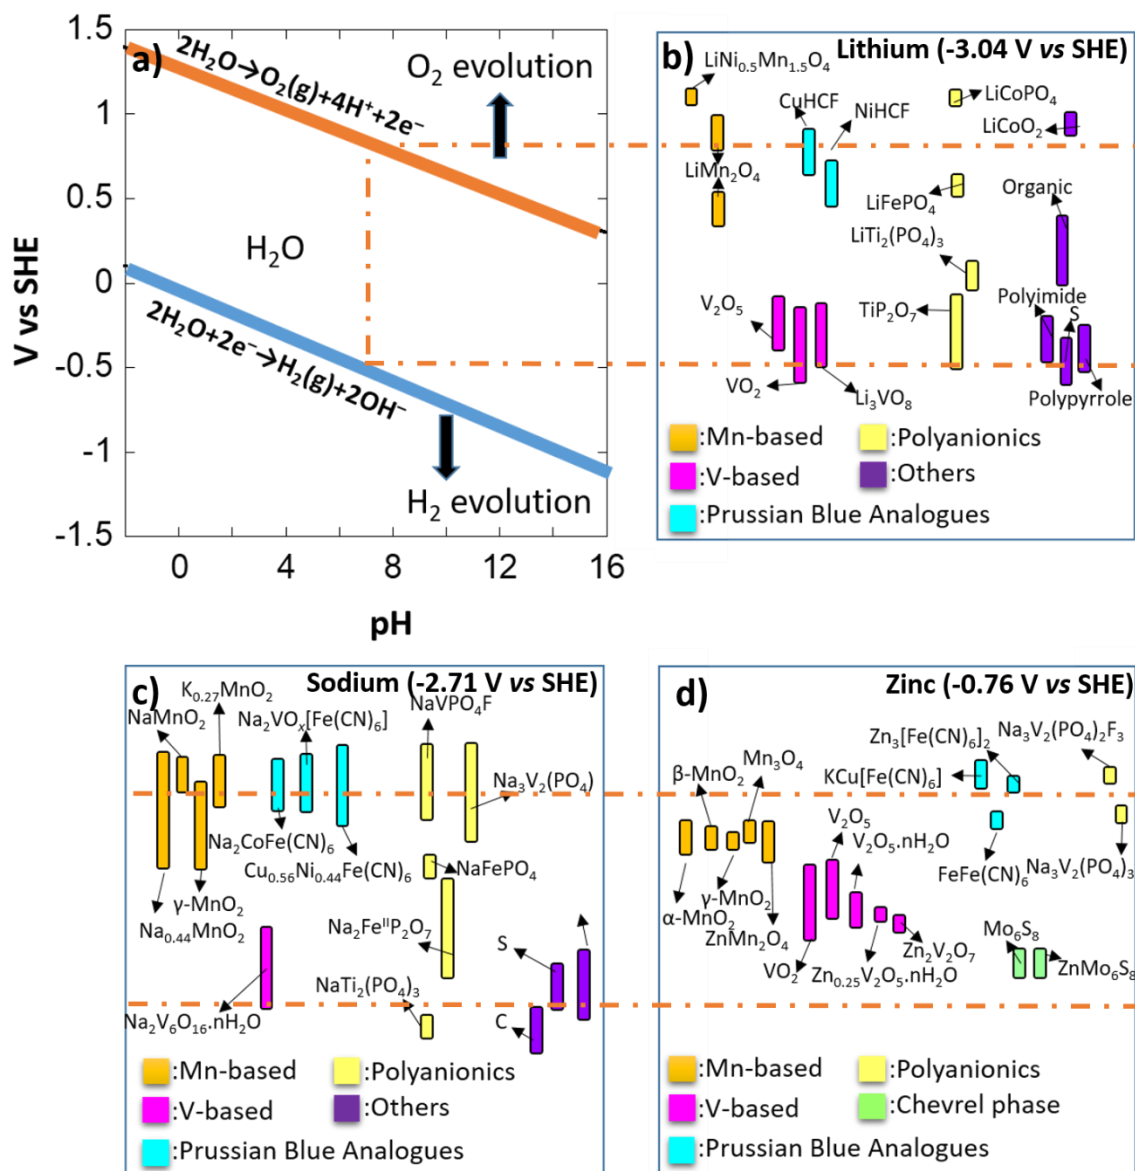 a)
1.5
1
0.5
0
-0.5
-1
-1.5
V vs SHE
2H₂O→O₂(g)+4H⁺+2e⁻
O₂ evolution
H₂O
2H₂O+2e⁻→H₂(g)+2OH⁻
H₂ evolution
0 4 8 12 16
pH
b) Lithium (-3.04 V vs SHE)
LiNi₀.₅Mn₁.₅O₄
CuHCF
NiHCF
LiCoPO₄
LiCoO₂
LiMn₂O₄
LiFePO₄
Organic
LiTi₂(PO₄)₃
V₂O₅
TiP₂O₇
Polyimide
S
VO₂
Li₃VO₈
Polypyrrole
:Mn-based :Polyanionics
:V-based :Others
:Prussian Blue Analogues
c) Sodium (-2.71 V vs SHE)
K₀.₂₇MnO₂
NaMnO₂
Na₂VOₓ[Fe(CN)₆]
NaVPO₄F
Na₃V₂(PO₄)
Na₂CoFe(CN)₆
Cu₀.₅₆Ni₀.₄₄Fe(CN)₆
NaFePO₄
γ-MnO₂
Na₀.₄₄MnO₂
Na₂FeᴵᴵP₂O₇
S
NaTi₂(PO₄)₃
Na₂V₆O₁₆.nH₂O
C
:Mn-based :Polyanionics
:V-based :Others
:Prussian Blue Analogues
d) Zinc (-0.76 V vs SHE)
Zn₃[Fe(CN)₆]₂
Na₃V₂(PO₄)₂F₃
Mn₃O₄
β-MnO₂
KCu[Fe(CN)₆]
V₂O₅
V₂O₅.nH₂O
FeFe(CN)₆
Na₃V₂(PO₄)₃
γ-MnO₂
α-MnO₂
ZnMn₂O₄
Mo₆S₈
Zn₂V₂O₇
VO₂
Zn₀.₂₅V₂O₅.nH₂O
ZnMo₆S₈
:Mn-based :Polyanionics
:V-based :Chevrel phase
:Prussian Blue Analogues